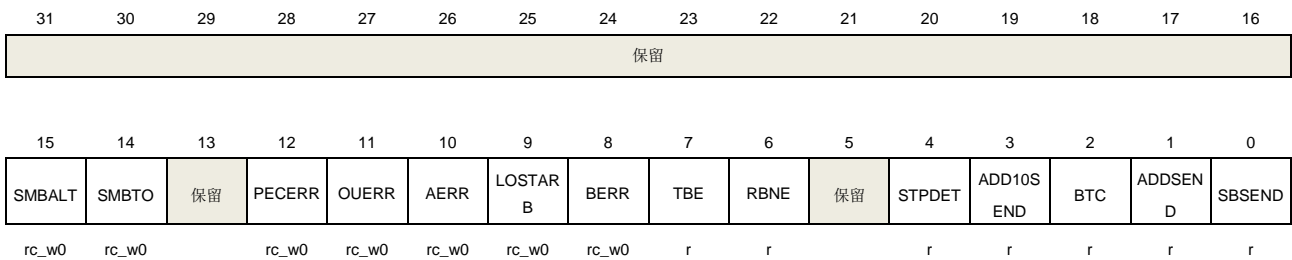 31 30 29 28 27 26 25 24 23 22 21 20 19 18 17 16
保留
15 14 13 12 11 10 9 8 7 6 5 4 3 2 1 0
SMBALT SMBTO 保留 PECERR OUERR AERR LOSTAR B BERR TBE RBNE 保留 STPDET ADD10S END BTC ADDSEN D SBSEND
rc_w0 rc_w0 rc_w0 rc_w0 rc_w0 rc_w0 rc_w0 r r r r r r r